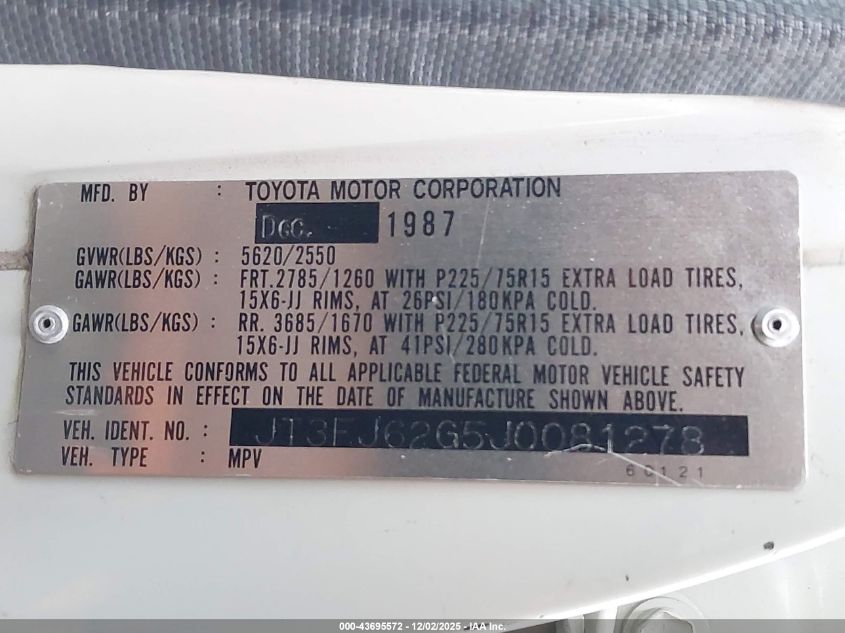 MFD. BY : TOYOTA MOTOR CORPORATION
DEC. 1987
GVWR(LBS/KGS) : 5620/2550
GAWR(LBS/KGS) : FRT.2785/1260 WITH P225/75R15 EXTRA LOAD TIRES,
15X6-JJ RIMS, AT 26PSI/180KPA COLD.
GAWR(LBS/KGS) : RR. 3685/1670 WITH P225/75R15 EXTRA LOAD TIRES,
15X6-JJ RIMS, AT 41PSI/280KPA COLD.
THIS VEHICLE CONFORMS TO ALL APPLICABLE FEDERAL MOTOR VEHICLE SAFETY
STANDARDS IN EFFECT ON THE DATE OF MANUFACTURE SHOWN ABOVE.
VEH. IDENT. NO. : JT3FJ62G5J0081278
VEH. TYPE : MPV
60121
000-43695572 - 12/02/2025 - IAA Inc.